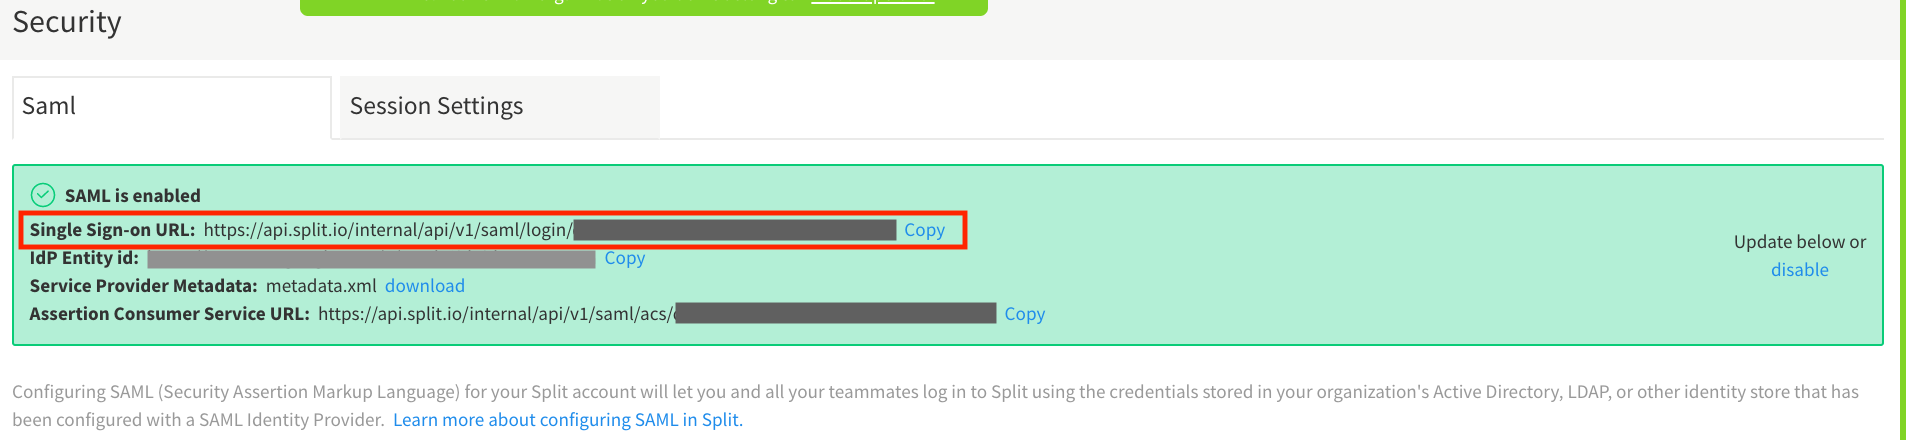 Security
Saml
Session Settings
SAML is enabled
Single Sign-on URL: https://api.split.io/internal/api/v1/saml/login/ Copy
IdP Entity id: Copy
Service Provider Metadata: metadata.xml download
Assertion Consumer Service URL: https://api.split.io/internal/api/v1/saml/acs/ Copy
Update below or
disable
Configuring SAML (Security Assertion Markup Language) for your Split account will let you and all your teammates log in to Split using the credentials stored in your organization's Active Directory, LDAP, or other identity store that has
been configured with a SAML Identity Provider. Learn more about configuring SAML in Split.